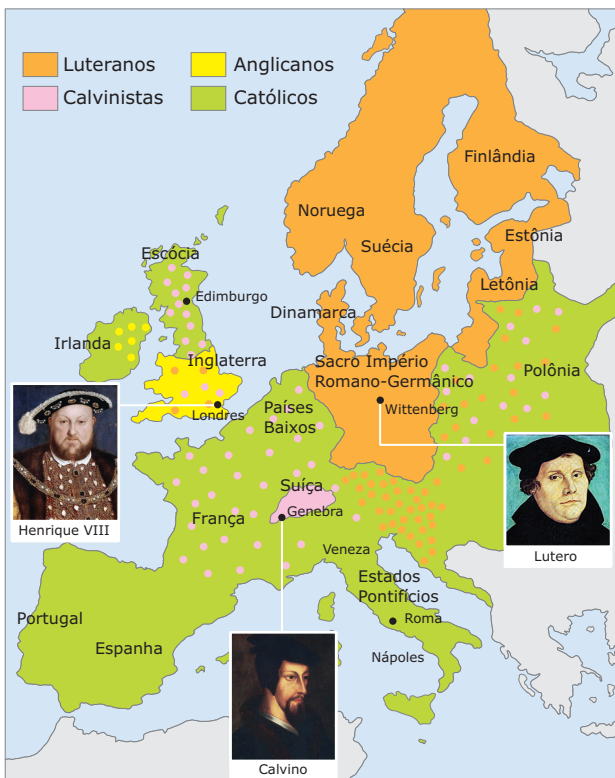 Luteranos
Anglicanos
Calvinistas
Católicos
Finlândia
Noruega
Suécia
Estônia
Letônia
Escócia
Edimburgo
Dinamarca
Irlanda
Inglaterra
Sacro Império
Romano-Germânico
Polônia
Londres
Países
Baixos
Wittenberg
Henrique VIII
Suíça
Genebra
França
Lutero
Veneza
Estados
Pontifícios
Portugal
Roma
Espanha
Nápoles
Calvino